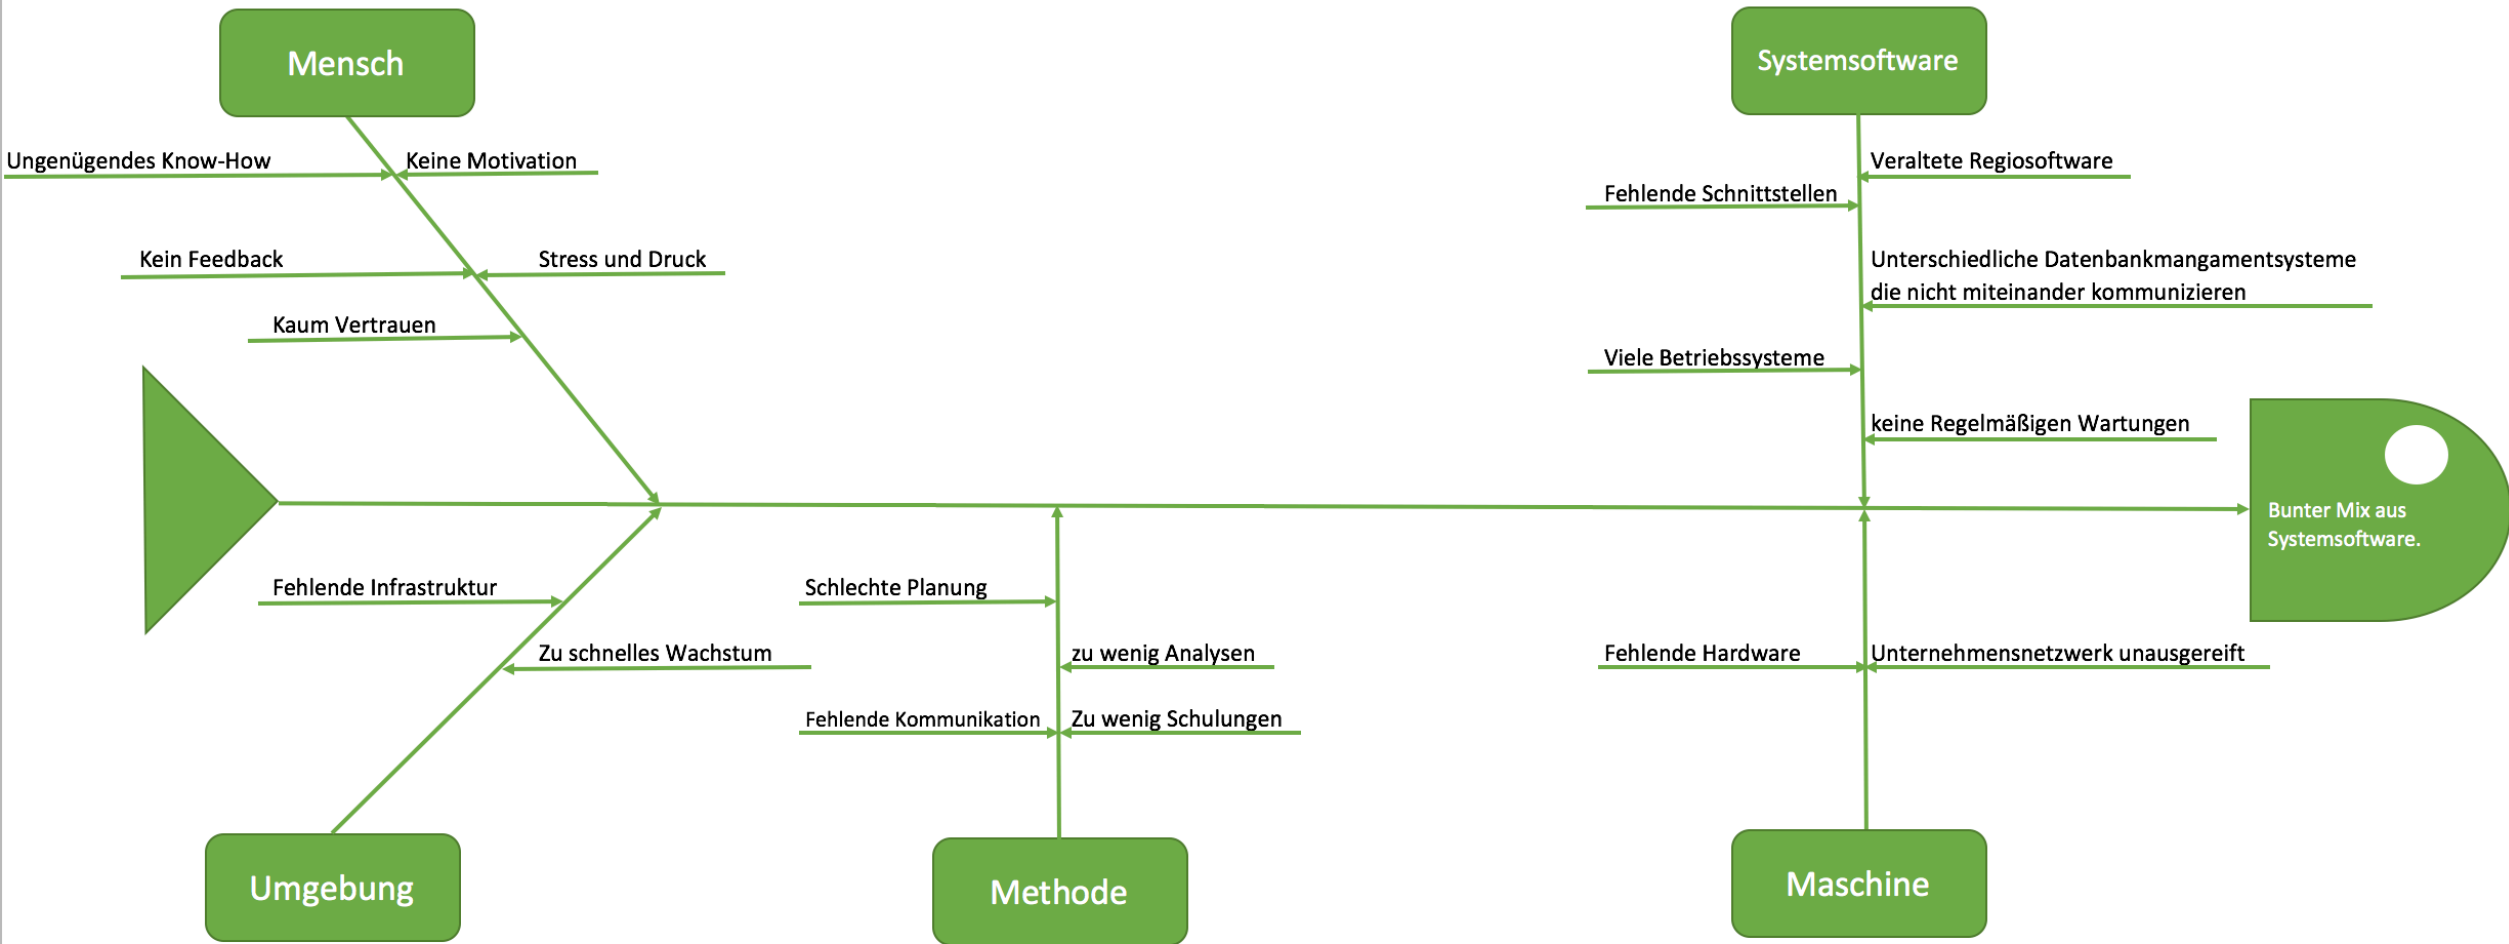 Mensch
Systemsoftware
Ungenügendes Know-How
Keine Motivation
Veraltete Regiosoftware
Fehlende Schnittstellen
Kein Feedback
Stress und Druck
Unterschiedliche Datenbankmangamentsysteme
die nicht miteinander kommunizieren
Kaum Vertrauen
Viele Betriebssysteme
keine Regelmäßigen Wartungen
Bunter Mix aus
Systemsoftware.
Fehlende Infrastruktur
Schlechte Planung
Zu schnelles Wachstum
zu wenig Analysen
Fehlende Hardware
Unternehmensnetzwerk unausgereift
Fehlende Kommunikation
Zu wenig Schulungen
Umgebung
Methode
Maschine